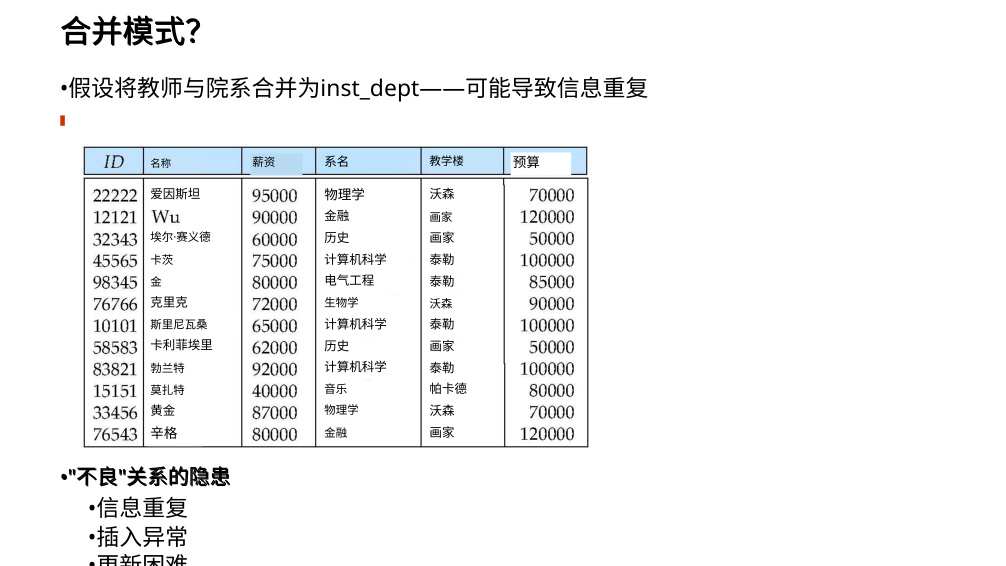 合并模式?
•假设将教师与院系合并为inst_dept——可能导致信息重复
ID 名称 薪资 系名 教学楼 预算
22222 爱因斯坦 95000 物理学 沃森 70000
12121 Wu 90000 金融 画家 120000
32343 埃尔·赛义德 60000 历史 画家 50000
45565 卡茨 75000 计算机科学 泰勒 100000
98345 金 80000 电气工程 泰勒 85000
76766 克里克 72000 生物学 沃森 90000
10101 斯里尼瓦桑 65000 计算机科学 泰勒 100000
58583 卡利菲埃里 62000 历史 画家 50000
83821 勃兰特 92000 计算机科学 泰勒 100000
15151 莫扎特 40000 音乐 帕卡德 80000
33456 黄金 87000 物理学 沃森 70000
76543 辛格 80000 金融 画家 120000
•"不良"关系的隐患
•信息重复
•插入异常
•更新困难